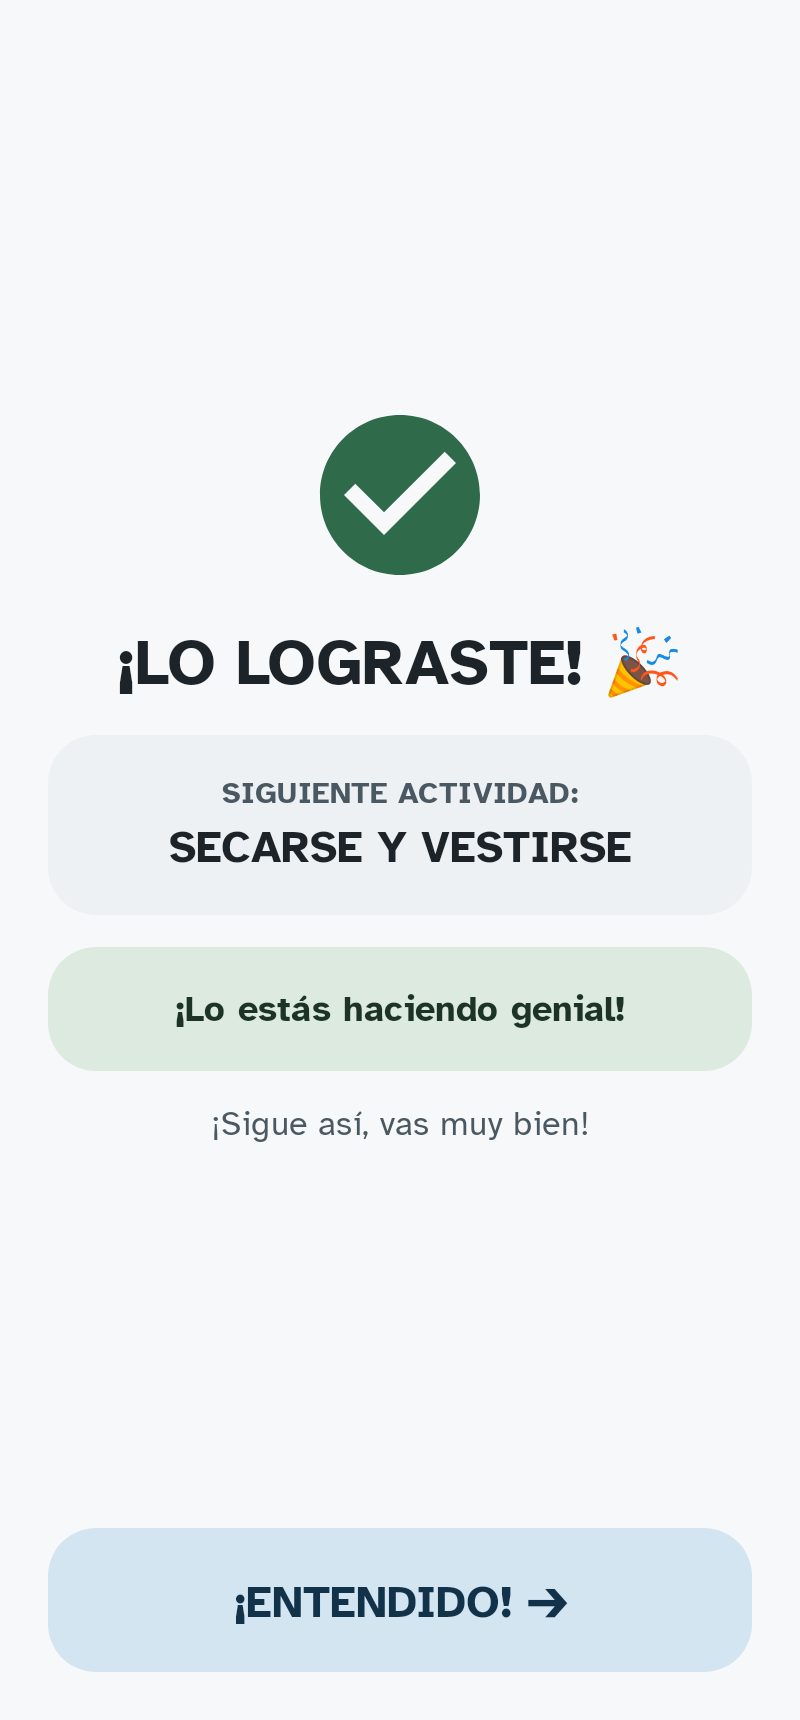 ¡LO LOGRASTE! 🎉
SIGUIENTE ACTIVIDAD:
SECARSE Y VESTIRSE
¡Lo estás haciendo genial!
¡Sigue así, vas muy bien!
¡ENTENDIDO! ➔